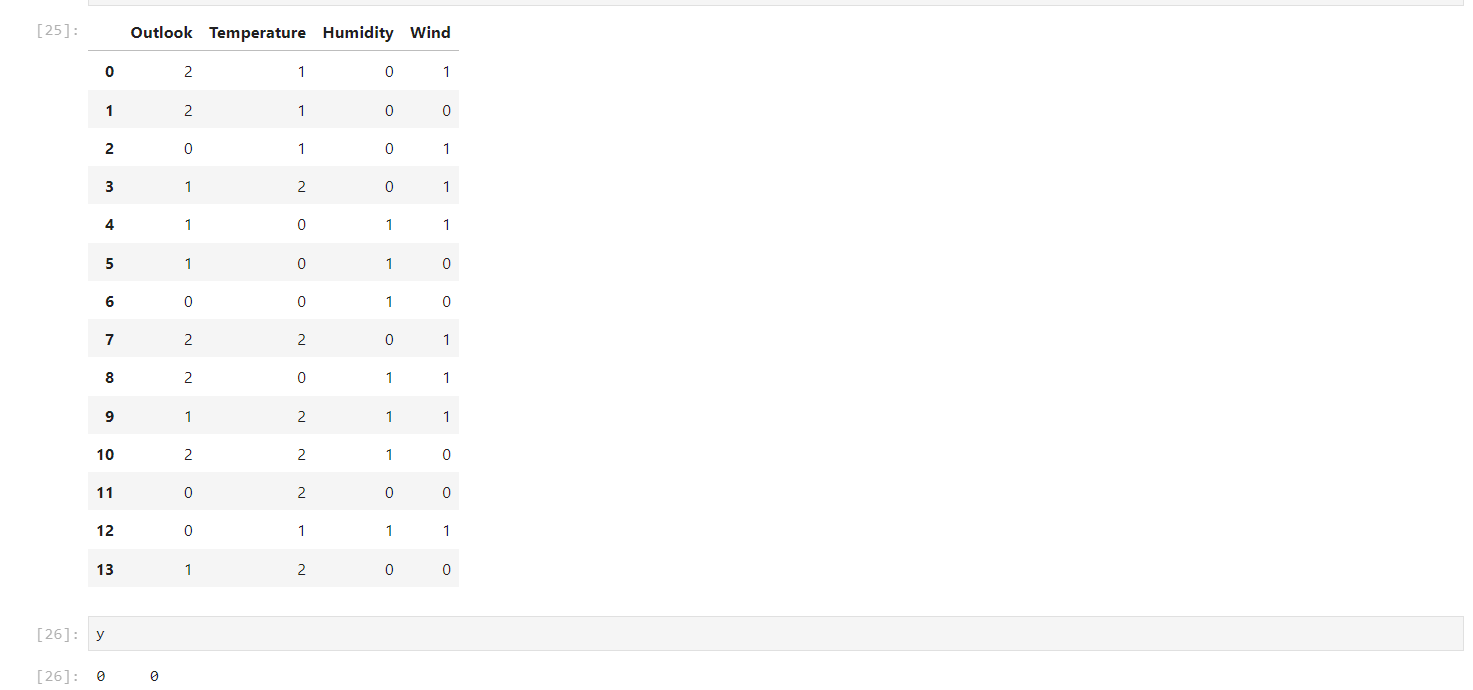 [25]:
Outlook Temperature Humidity Wind
0 2 1 0 1
1 2 1 0 0
2 0 1 0 1
3 1 2 0 1
4 1 0 1 1
5 1 0 1 0
6 0 0 1 0
7 2 2 0 1
8 2 0 1 1
9 1 2 1 1
10 2 2 1 0
11 0 2 0 0
12 0 1 1 1
13 1 2 0 0
[26]: y
[26]: 0 0